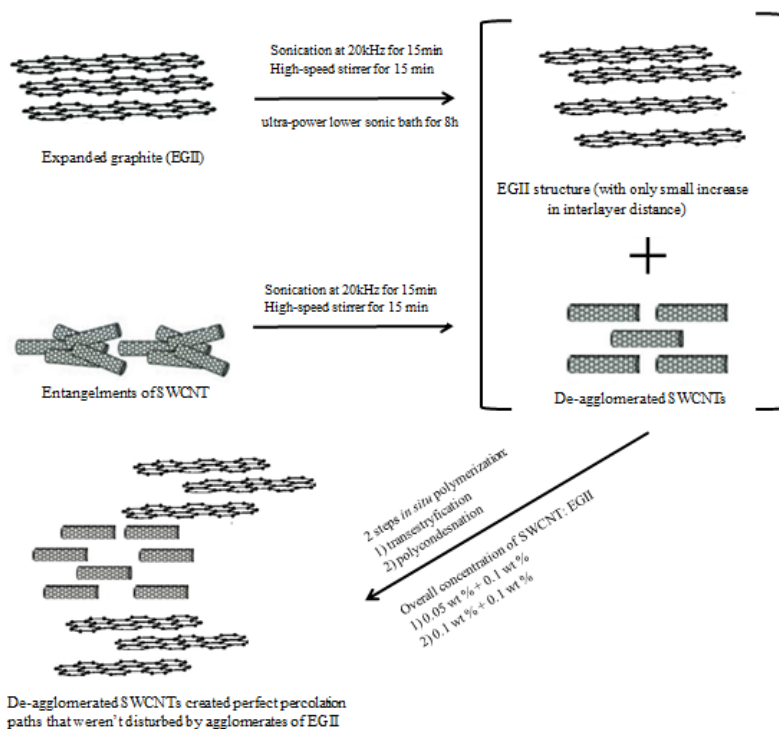 Sonication at 20kHz for 15min
High-speed stirrer for 15 min
ultra-power lower sonic bath for 8h
Expanded graphite (EGII)
EGII structure (with only small increase
in interlayer distance)
+
Sonication at 20kHz for 15min
High-speed stirrer for 15 min
Entangelments of SWCNT
De-agglomerated SWCNTs
2 steps in situ polymerization:
1) transestryfication
2) polycondesnation
Overall concentration of SWCNT: EGII
1) 0.05 wt % + 0.1 wt %
2) 0.1 wt % + 0.1 wt %
De-agglomerated SWCNTs created perfect percolation
paths that weren't disturbed by agglomerates of EGII